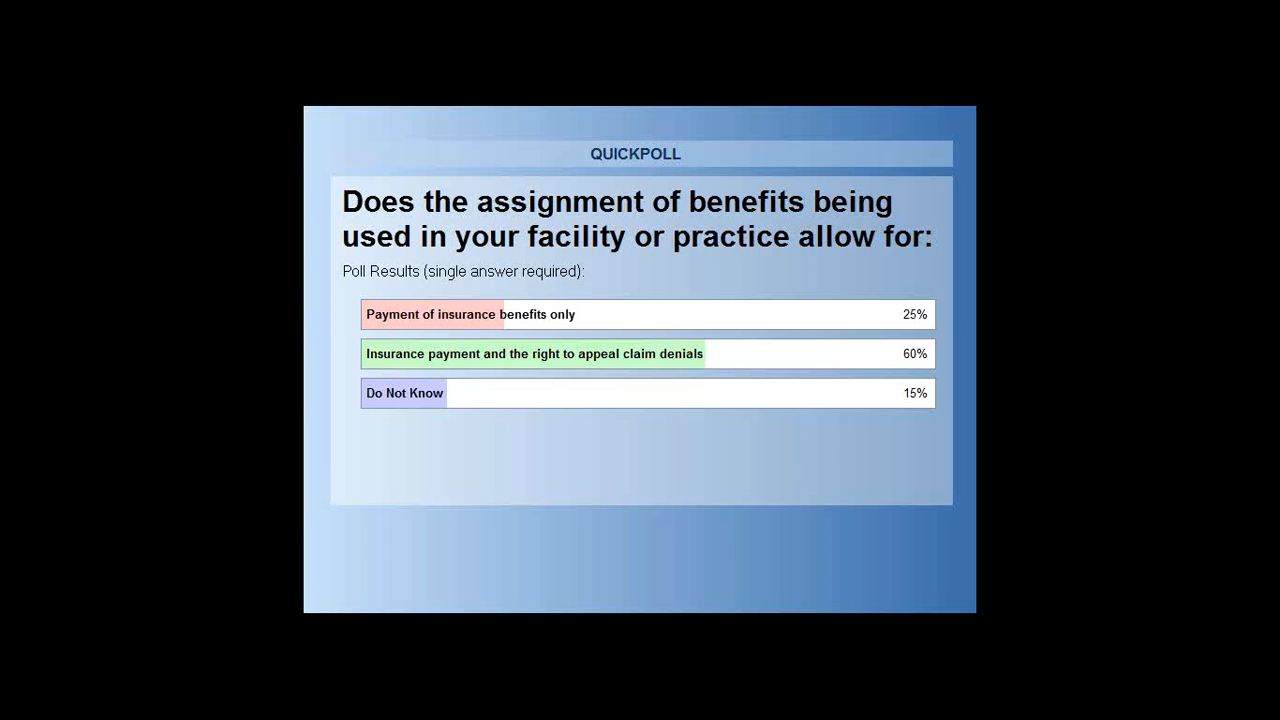 QUICKPOLL
Does the assignment of benefits being
used in your facility or practice allow for:
Poll Results (single answer required):
Payment of insurance benefits only 25%
Insurance payment and the right to appeal claim denials 60%
Do Not Know 15%